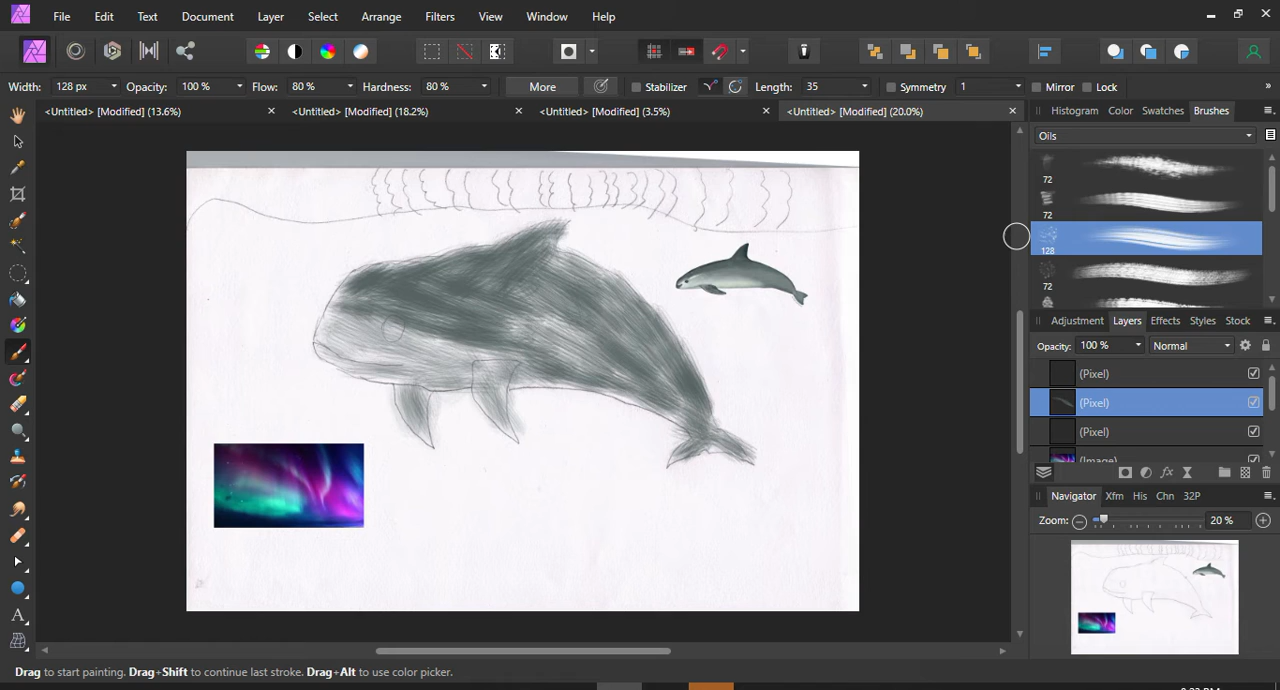 File Edit Text Document Layer Select Arrange Filters View Window Help
Width: 128 px Opacity: 100 % Flow: 80 % Hardness: 80 % More Stabilizer Length: 35 Symmetry 1 Mirror Lock »
<Untitled> [Modified] (13.6%) <Untitled> [Modified] (18.2%) <Untitled> [Modified] (3.5%) <Untitled> [Modified] (20.0%)
Histogram Color Swatches Brushes
Oils
72
72
128
72
Adjustment Layers Effects Styles Stock
Opacity: 100 % Normal
(Pixel)
(Pixel)
(Pixel)
(Image)
Navigator Xfm His Chn 32P
Zoom: 20 %
Drag to start painting. Drag+Shift to continue last stroke. Drag+Alt to use color picker.